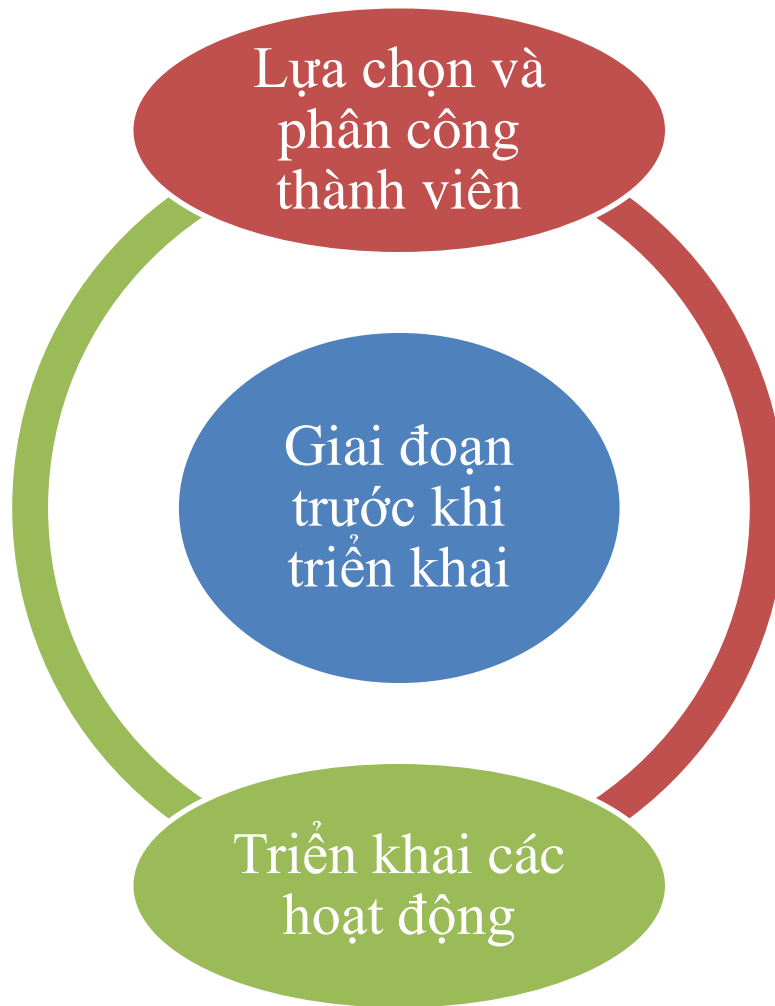 Lựa chọn và
phân công
thành viên
Giai đoạn
trước khi
triển khai
Triển khai các
hoạt động